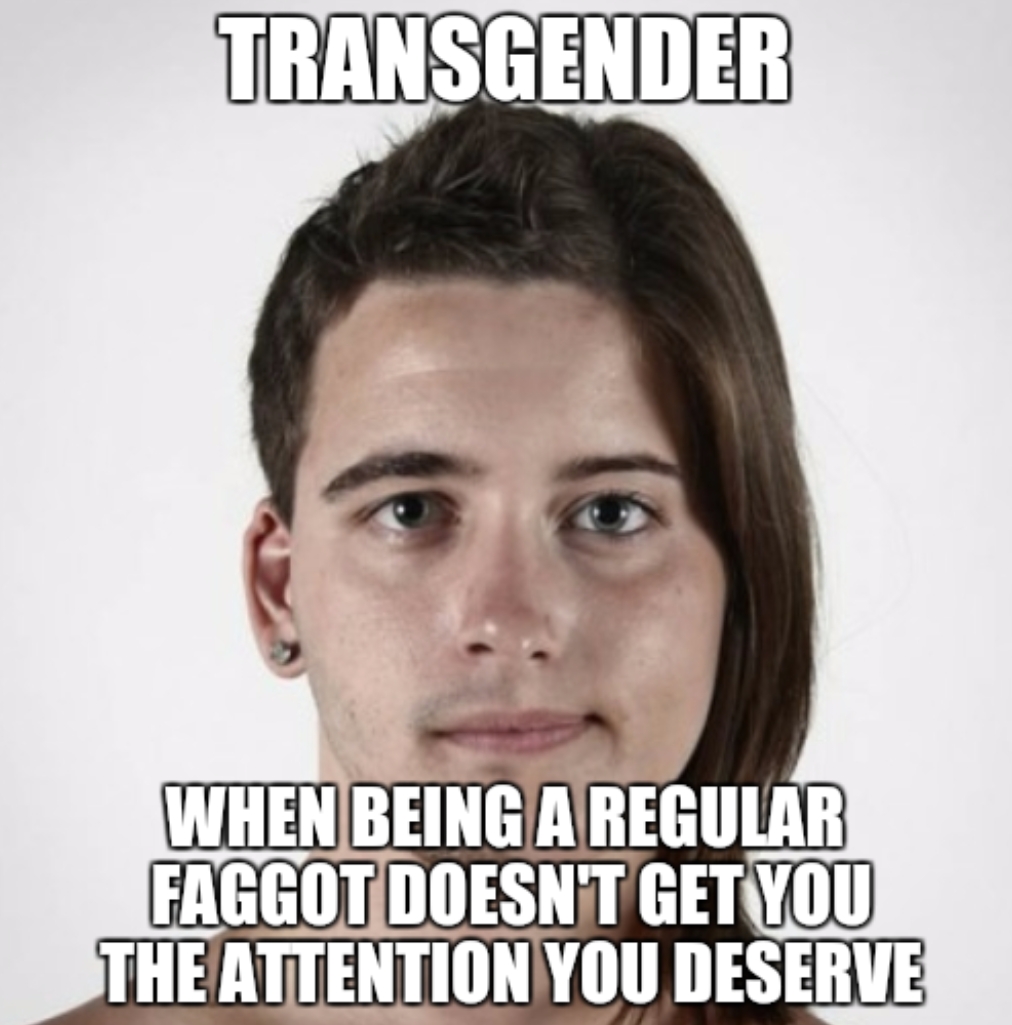 TRANSGENDER
WHEN BEING A REGULAR
FAGGOT DOESN'T GET YOU
THE ATTENTION YOU DESERVE